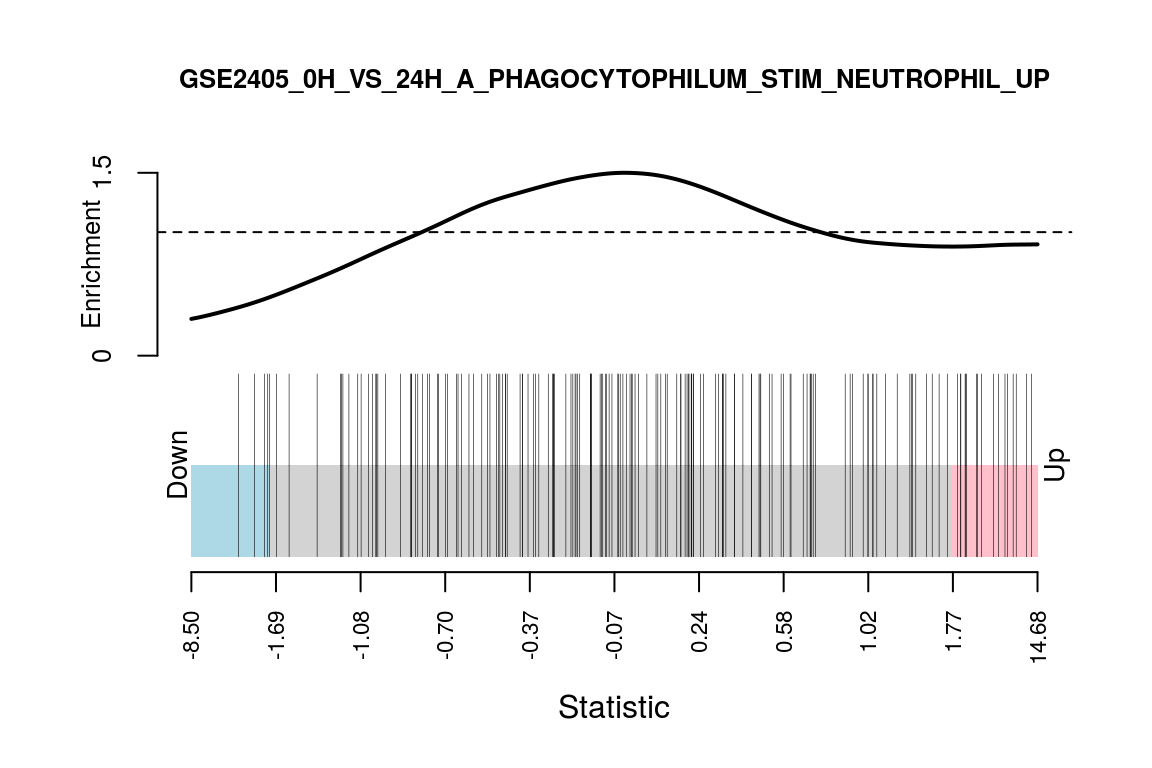 GSE2405_0H_VS_24H_A_PHAGOCYTOPHILUM_STIM_NEUTROPHIL_UP
Enrichment
1.5
0
Down
Up
-8.50
-1.69
-1.08
-0.70
-0.37
-0.07
0.24
0.58
1.02
1.77
14.68
Statistic